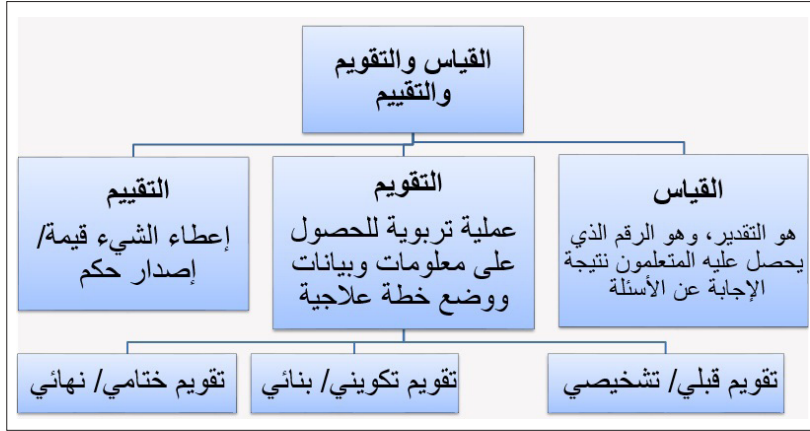 القياس والتقويم
والتقييم
القياس
هو التقدير، وهو الرقم الذي
يحصل عليه المتعلمون نتيجة
الإجابة عن الأسئلة
التقويم
عملية تربوية للحصول
على معلومات وبيانات
ووضع خطة علاجية
التقييم
إعطاء الشيء قيمة/
إصدار حكم
تقويم قبلي/ تشخيصي
تقويم تكويني/ بنائي
تقويم ختامي/ نهائي